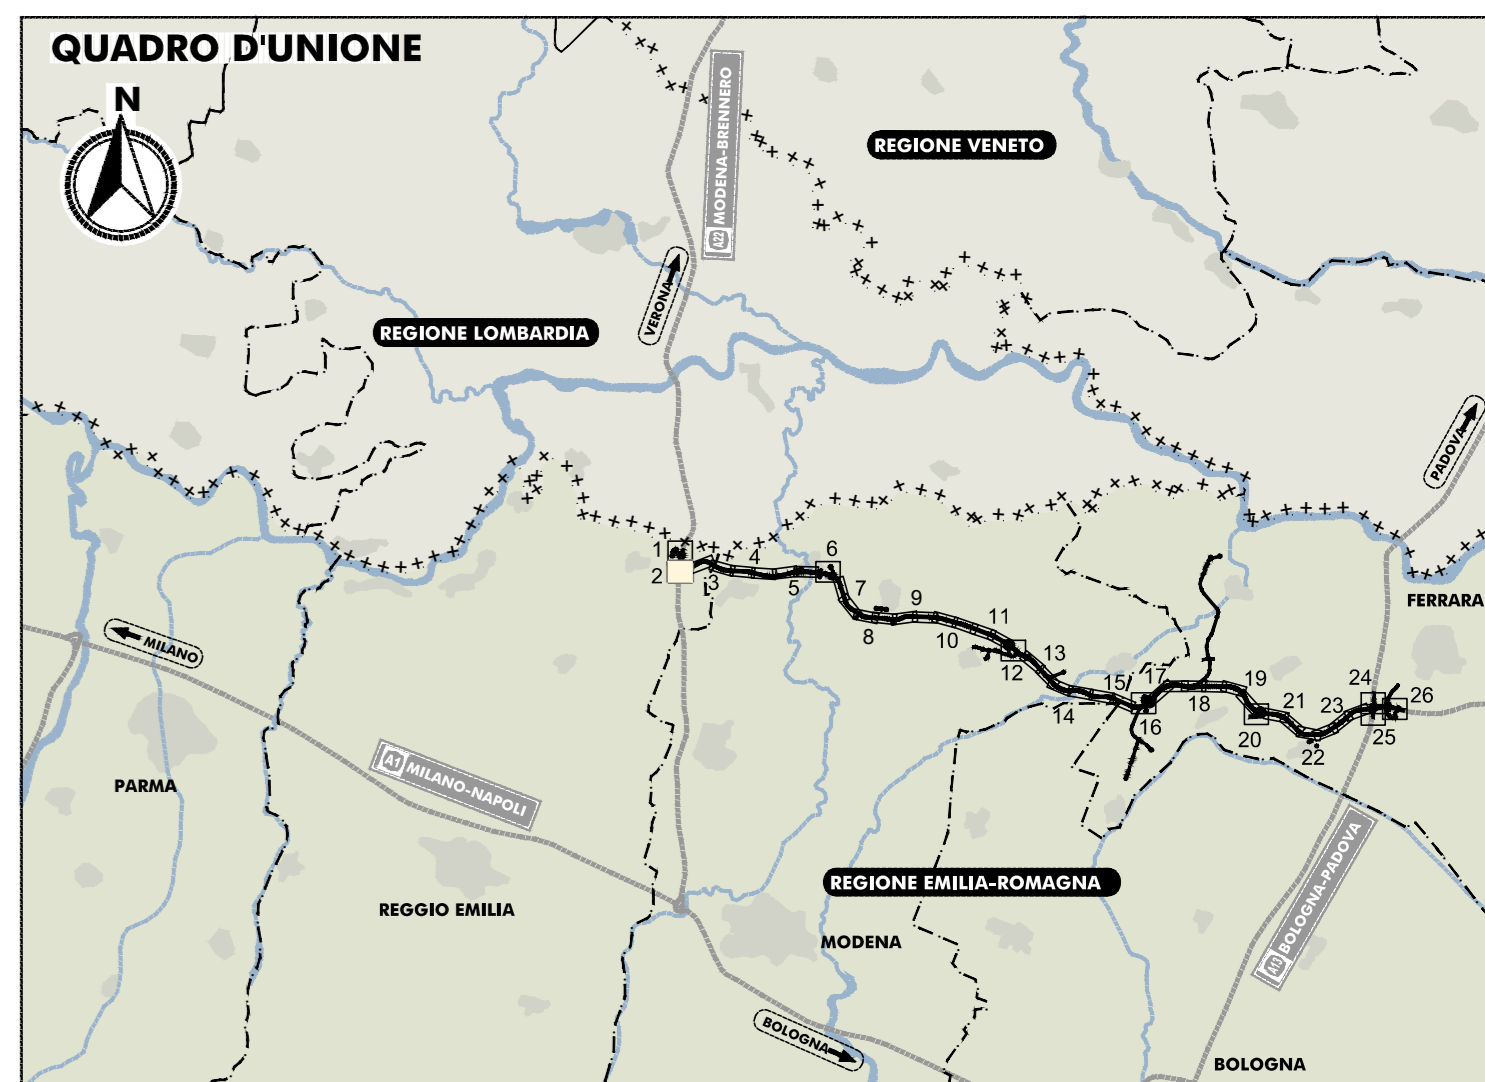 QUADRO D'UNIONE
N
A22 MODENA-BRENNERO
REGIONE VENETO
VERONA
REGIONE LOMBARDIA
PADOVA
1
2
3
4
5
6
7
8
9
10
11
12
13
14
15
16
17
18
19
20
21
22
23
24
25
26
FERRARA
MILANO
PARMA
A1 MILANO-NAPOLI
REGIONE EMILIA-ROMAGNA
REGGIO EMILIA
MODENA
A13 BOLOGNA-PADOVA
BOLOGNA
BOLOGNA